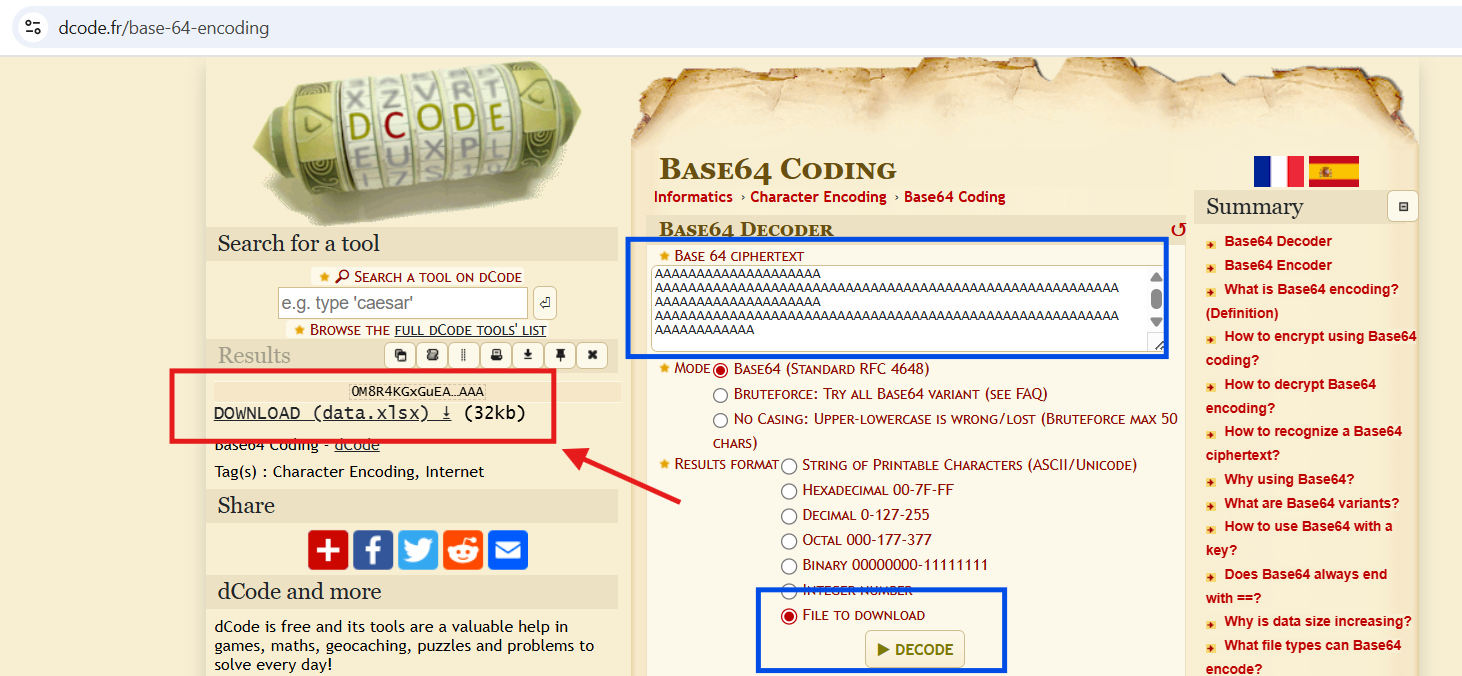 dcode.fr/base-64-encoding
X Z V R T
D C O D E
E U X P L
Search for a tool
SEARCH A TOOL ON DCODE
e.g. type 'caesar'
BROWSE THE FULL DCODE TOOLS' LIST
Results
0M8R4KGxGuEA…AAA
DOWNLOAD (data.xlsx) ↓ (32kb)
Base64 Coding - dCode
Tag(s) : Character Encoding, Internet
Share
dCode and more
dCode is free and its tools are a valuable help in
games, maths, geocaching, puzzles and problems to
solve every day!
BASE64 CODING
Informatics › Character Encoding › Base64 Coding
BASE64 DECODER
BASE 64 CIPHERTEXT
AAAAAAAAAAAAAAAAAAAAA
AAAAAAAAAAAAAAAAAAAAAAAAAAAAAAAAAAAAAAAAAAAAAAAAAAAAAAAAAAA
AAAAAAAAAAAAAAAAAAAAA
AAAAAAAAAAAAAAAAAAAAAAAAAAAAAAAAAAAAAAAAAAAAAAAAAAAAAAAAAAA
AAAAAAAAAAAAA
MODE BASE64 (STANDARD RFC 4648)
BRUTEFORCE: TRY ALL BASE64 VARIANT (SEE FAQ)
NO CASING: UPPER-LOWERCASE IS WRONG/LOST (BRUTEFORCE MAX 50
CHARS)
RESULTS FORMAT STRING OF PRINTABLE CHARACTERS (ASCII/UNICODE)
HEXADECIMAL 00-7F-FF
DECIMAL 0-127-255
OCTAL 000-177-377
BINARY 00000000-11111111
INTEGER NUMBER
FILE TO DOWNLOAD
▶ DECODE
Summary
Base64 Decoder
Base64 Encoder
What is Base64 encoding?
(Definition)
How to encrypt using Base64
coding?
How to decrypt Base64
encoding?
How to recognize a Base64
ciphertext?
Why using Base64?
What are Base64 variants?
How to use Base64 with a
key?
Does Base64 always end
with ==?
Why is data size increasing?
What file types can Base64
encode?